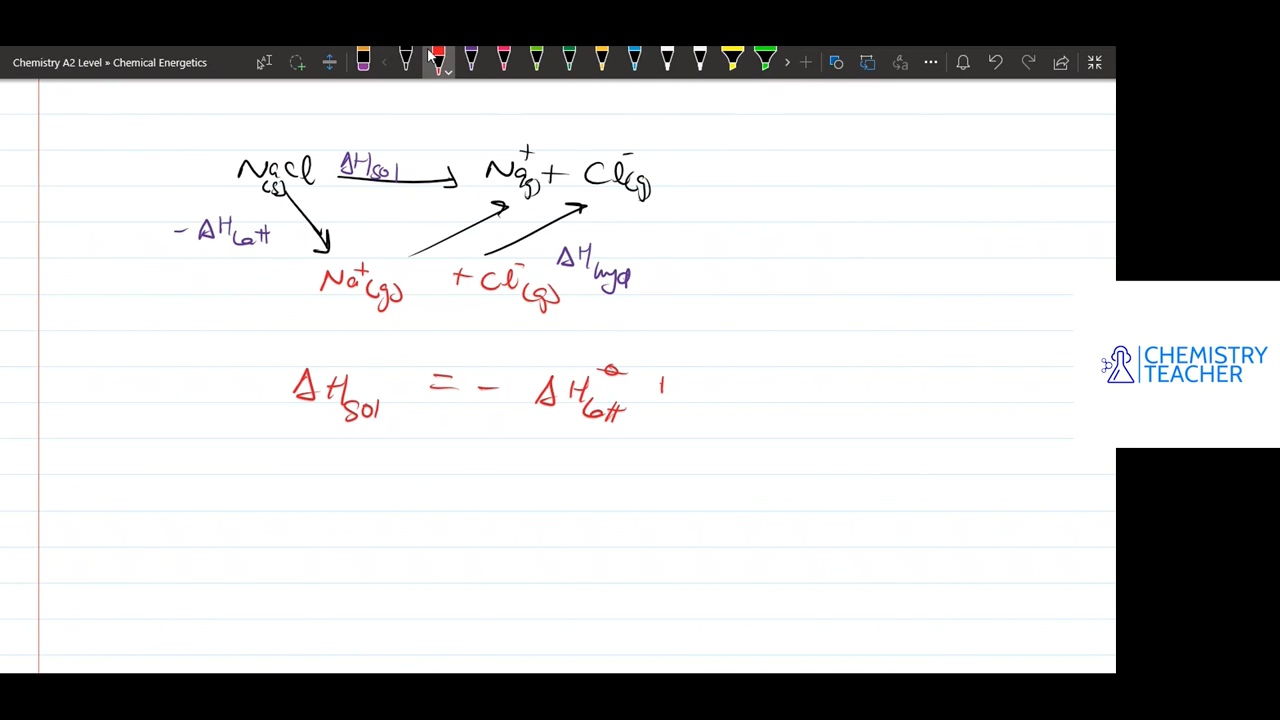 Chemistry A2 Level » Chemical Energetics
NaCl(s) ΔHsol Na+(g) + Cl-(g)
- ΔHlatt
ΔHhyd
Na+(g) + Cl-(g)
CHEMISTRY
TEACHER
ΔHsol = - ΔH⦵latt